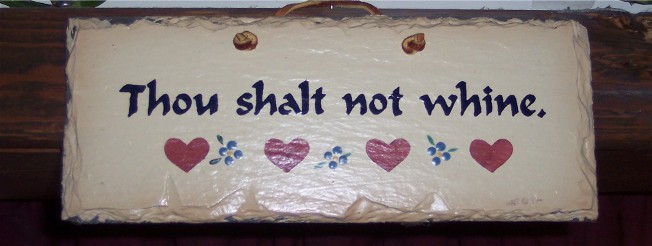 Thou shalt not whine.